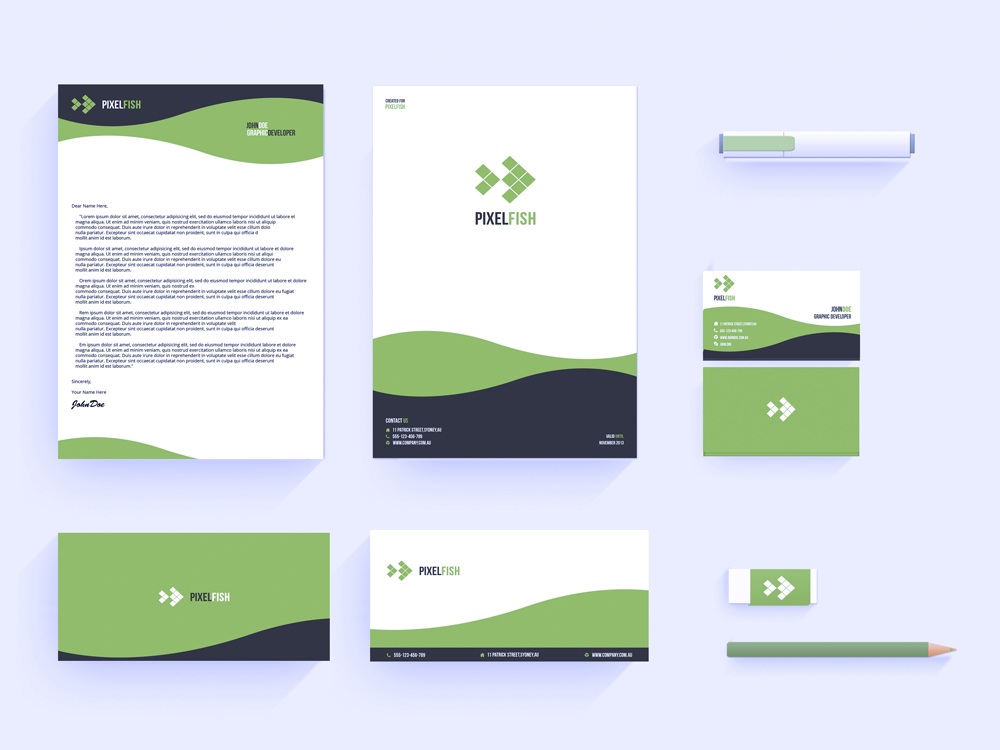 PIXELFISH
JOHNDOE
GRAPHICDEVELOPER
Dear Name Here,
"Lorem ipsum dolor sit amet, consectetur adipisicing elit, sed do eiusmod tempor incididunt ut labore et
magna aliqua. Ut enim ad minim veniam, quis nostrud exercitation ullamco laboris nisi ut aliquip
commodo consequat. Duis aute irure dolor in reprehenderit in voluptate velit esse cillum dolo
nulla pariatur. Excepteur sint occaecat cupidatat non proident, sunt in culpa qui officia d
mollit anim id est laborum.
Ipsum dolor sit amet, consectetur adipisicing elit, sed do eiusmod tempor incididunt ut labore et dolore
magna aliqua. Ut enim ad minim veniam, quis nostrud exercitation ullamco laboris nisi ut aliqui
commodo consequat. Duis aute irure dolor in reprehenderit in voluptate velit esse cillum dolore eu
nulla pariatur. Excepteur sint occaecat cupidatat non proident, sunt in culpa qui officia deserunt
mollit anim id est laborum.
Orem ipsum dolor sit amet, consectetur adipisicing elit, sed do eiusmod tempor incididunt ut labore et
magna aliqua. Ut enim ad minim veniam, quis nostrud ex
commodo consequat. Duis aute irure dolor in reprehenderit in voluptate velit esse cillum dolore eu fugiat
nulla pariatur. Excepteur sint occaecat cupidatat non proident, sunt in culpa qui officia deserunt
mollit anim id est laborum.
Rem ipsum dolor sit amet, consectetur adipisicing elit, sed do eiusmod tempor incididunt ut labore et dolore
magna aliqua. Ut enim ad minim veniam, quis nostrud exercitation ullamco laboris nisi ut aliquip ex ea
commodo consequat. Duis aute irure dolor in reprehenderit in voluptate velit
nulla pariatur. Excepteur sint occaecat cupidatat non proident, sunt in culpa qui officia deserunt
mollit anim id est laborum.
Em ipsum dolor sit amet, consectetur adipisicing elit, sed do eiusmod tempor incididunt ut labore et dolore
magna aliqua. Ut enim ad minim veniam, quis nostrud exercitation ullamco laboris nisi ut aliquip ex ea
commodo consequat. Duis aute irure dolor in reprehenderit in voluptate velit esse cillum dolore eu fugiat
nulla pariatur. Excepteur sint occaecat cupidatat non proident, sunt in culpa qui officia deserunt
mollit anim id est laborum."
Sincerely,
Your Name Here
JohnDoe
CREATED FOR
PIXELFISH
PIXELFISH
CONTACT US
11 PATRICK STREET,SYDNEY,AU
555-123-456-789
WWW.COMPANY.COM.AU
VALID UNTIL
NOVEMBER 2013
PIXELFISH
JOHNDOE
GRAPHIC DEVELOPER
11 PATRICK STREET,SYDNEY,AU
555-123-456-789
WWW.JOHNDOE.COM.AU
JOHN.DOE
PIXELFISH
PIXELFISH
555-123-456-789
11 PATRICK STREET,SYDNEY,AU
WWW.COMPANY.COM.AU